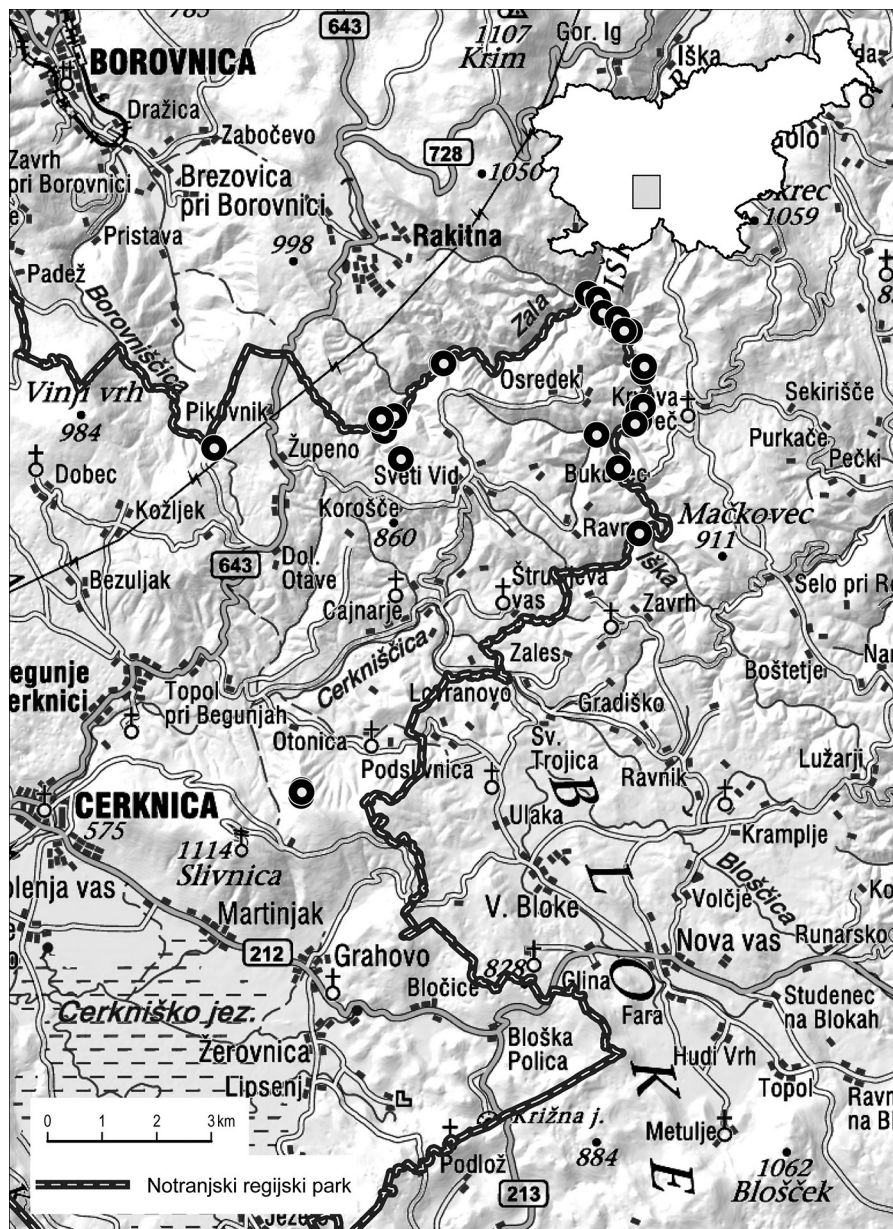 643
1107
Krim
Gor. Ig
Iška
BOROVNICA
Dražica
Zabočevo
728
1050
Zavrh
pri Borovnici
Brezovica
pri Borovnici
Rakitna
998
1059
Pristava
Padež
Borovniščica
Zala
Osredek
Vinji vrh
984
Pikovnik
Sekirišče
Purkače
Pečki
Dobec
Župeno
Sveti Vid
Kožljek
Korošče
860
Mačkovec
911
Iška
643
Dol.
Otave
Bezuljak
Cajnarje
vas
Zavrh
Selo pri
Cerkniščica
Zales
Boštetje
Topol
pri Begunjah
Lovranovo
Gradiško
Otonica
Sv.
Trojica
Ravnik
Lužarji
CERKNICA
575
Ulaka
Kramplje
1114
Slivnica
BLOKE
Bloščica
Volčje
Martinjak
V. Bloke
212
Grahovo
Nova vas
Runarsko
828
Bločice
Glina
Cerkniško jez.
Fara
Studenec
na Blokah
Žerovnica
Bloška
Polica
Hudi Vrh
Lipsenj
Topol
0 1 2 3 km
Križna j.
Metulje
884
Podlož
1062
Blošček
Notranjski regijski park
213